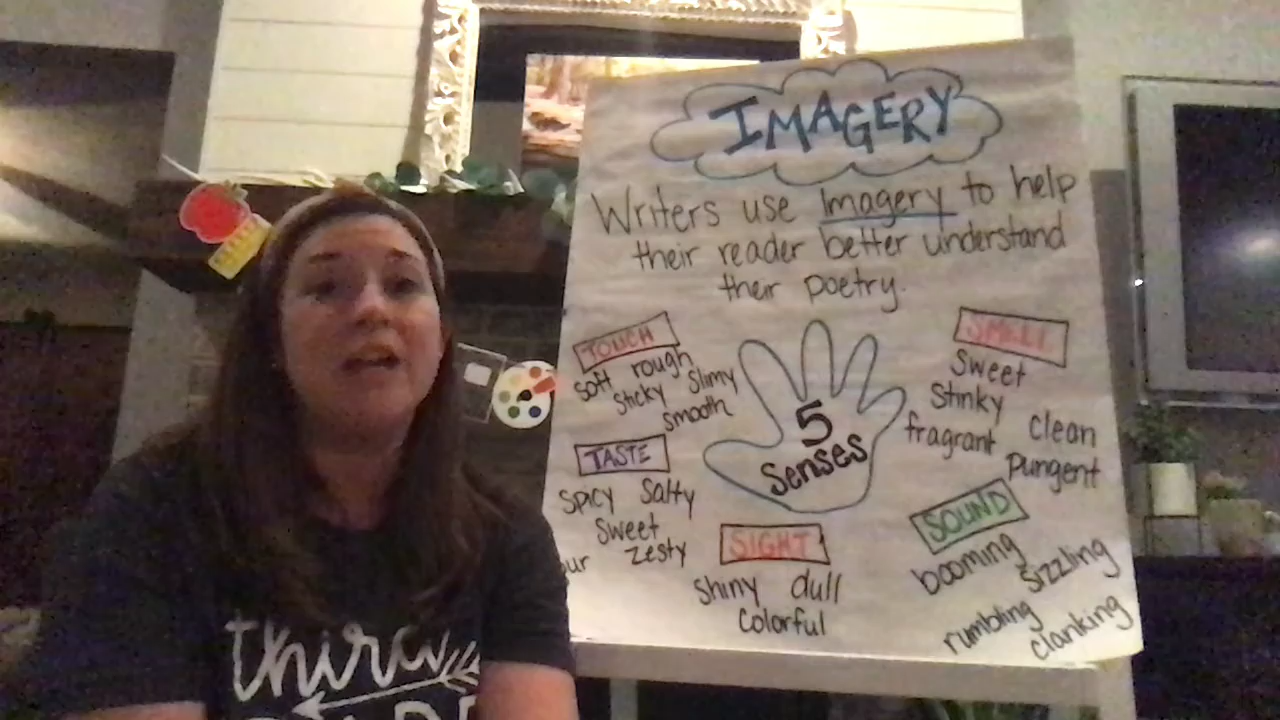 IMAGERY
Writers use Imagery to help
their reader better understand
their poetry.
TOUCH
soft rough
sticky slimy
smooth
TASTE
spicy salty
sweet
zesty
SIGHT
shiny dull
colorful
5
senses
SMELL
sweet
stinky
fragrant clean
pungent
SOUND
booming
sizzling
rumbling
clanking
third